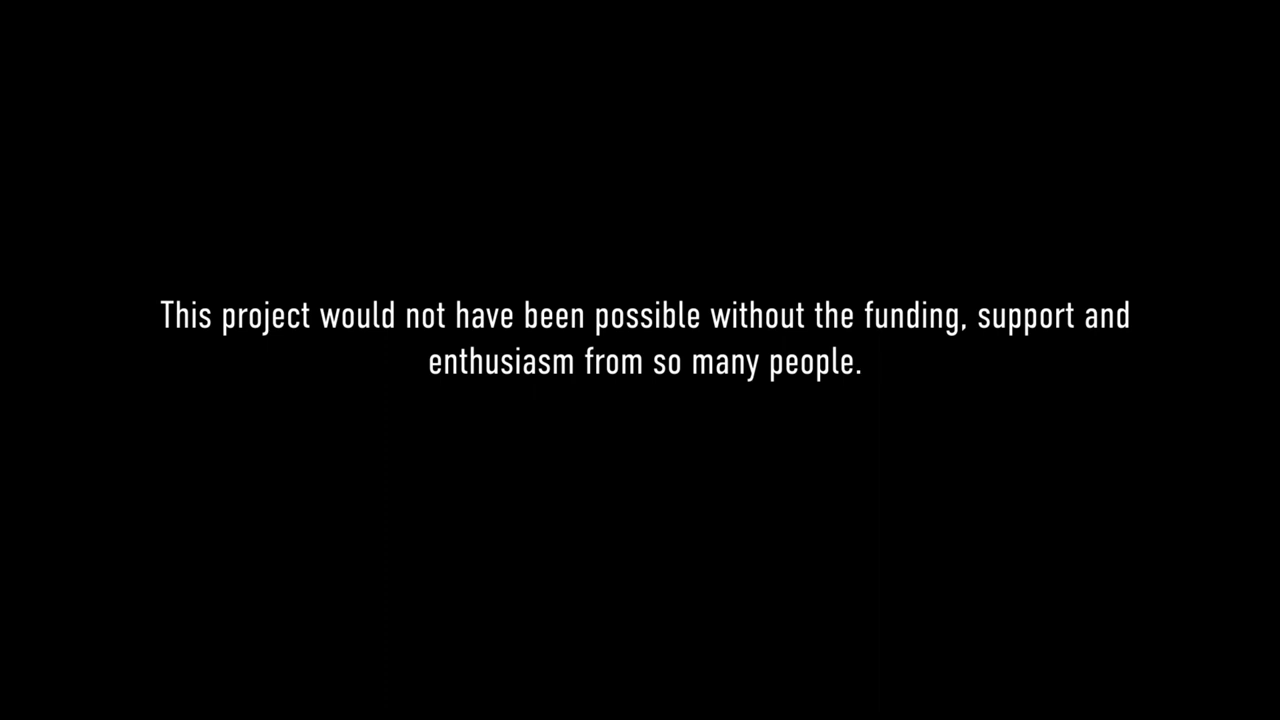 This project would not have been possible without the funding, support and
enthusiasm from so many people.